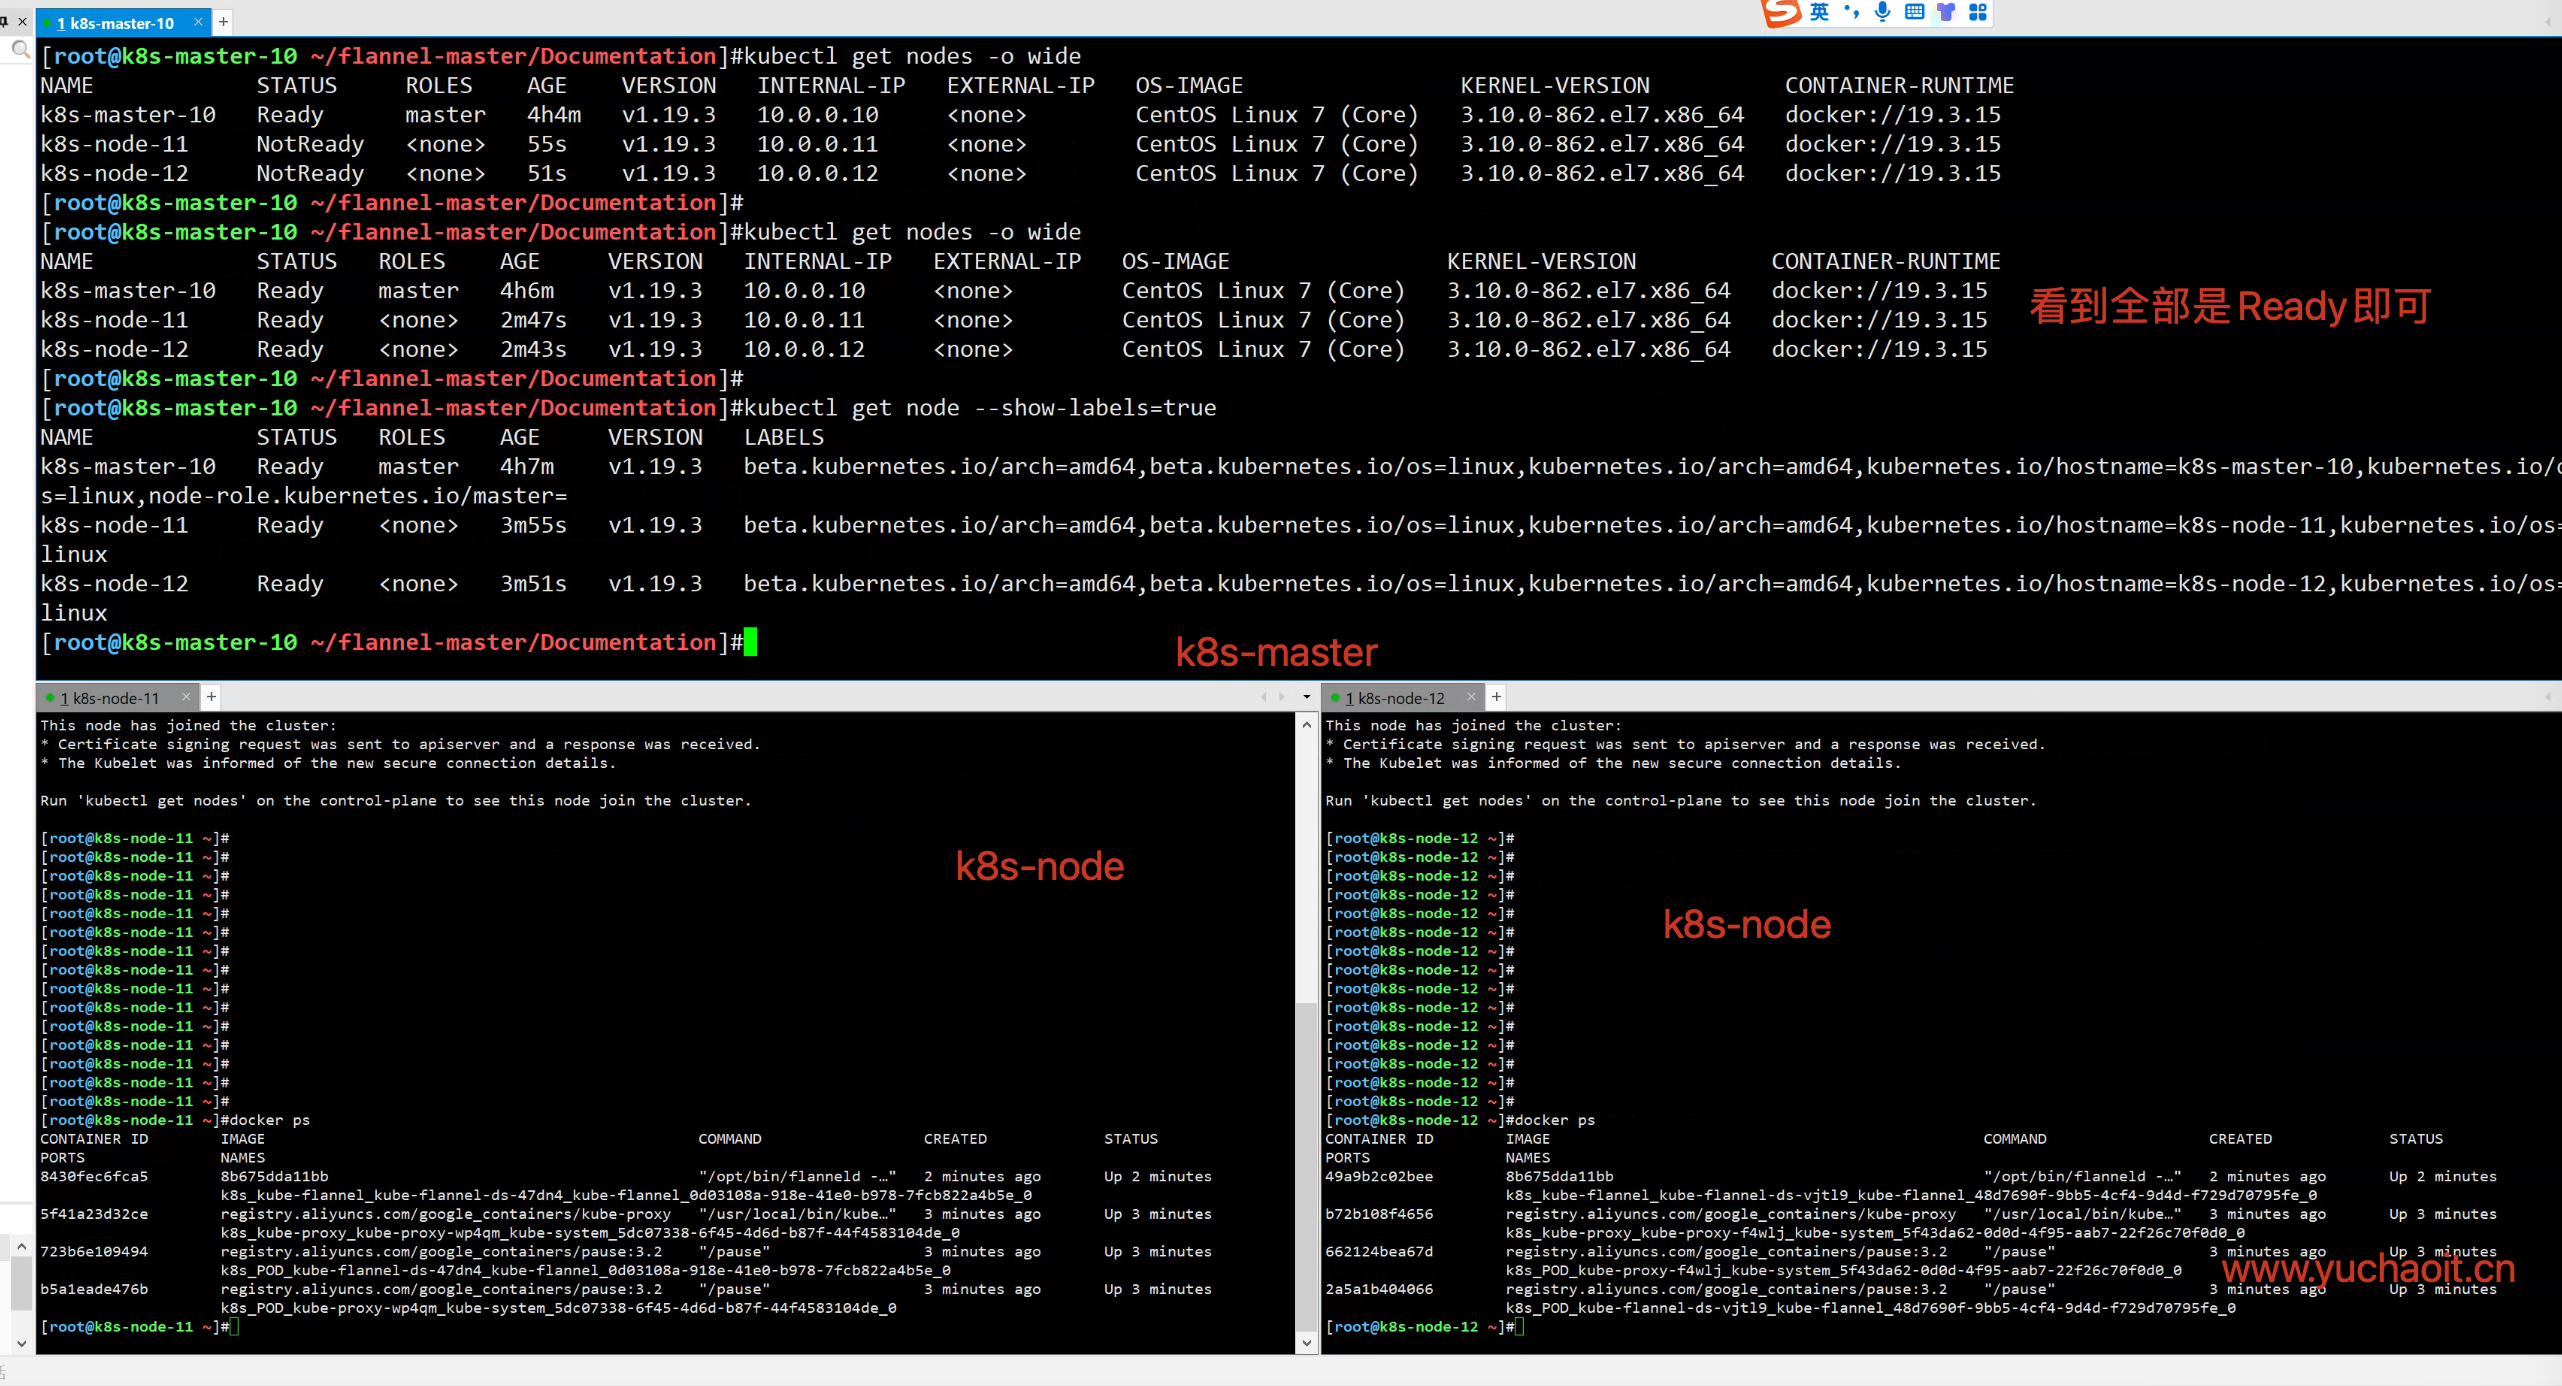 1 k8s-master-10
英
[root@k8s-master-10 ~/flannel-master/Documentation]#kubectl get nodes -o wide
NAME STATUS ROLES AGE VERSION INTERNAL-IP EXTERNAL-IP OS-IMAGE KERNEL-VERSION CONTAINER-RUNTIME
k8s-master-10 Ready master 4h4m v1.19.3 10.0.0.10 <none> CentOS Linux 7 (Core) 3.10.0-862.el7.x86_64 docker://19.3.15
k8s-node-11 NotReady <none> 55s v1.19.3 10.0.0.11 <none> CentOS Linux 7 (Core) 3.10.0-862.el7.x86_64 docker://19.3.15
k8s-node-12 NotReady <none> 51s v1.19.3 10.0.0.12 <none> CentOS Linux 7 (Core) 3.10.0-862.el7.x86_64 docker://19.3.15
[root@k8s-master-10 ~/flannel-master/Documentation]#
[root@k8s-master-10 ~/flannel-master/Documentation]#kubectl get nodes -o wide
NAME STATUS ROLES AGE VERSION INTERNAL-IP EXTERNAL-IP OS-IMAGE KERNEL-VERSION CONTAINER-RUNTIME
k8s-master-10 Ready master 4h6m v1.19.3 10.0.0.10 <none> CentOS Linux 7 (Core) 3.10.0-862.el7.x86_64 docker://19.3.15
看到全部是Ready即可
k8s-node-11 Ready <none> 2m47s v1.19.3 10.0.0.11 <none> CentOS Linux 7 (Core) 3.10.0-862.el7.x86_64 docker://19.3.15
k8s-node-12 Ready <none> 2m43s v1.19.3 10.0.0.12 <none> CentOS Linux 7 (Core) 3.10.0-862.el7.x86_64 docker://19.3.15
[root@k8s-master-10 ~/flannel-master/Documentation]#
[root@k8s-master-10 ~/flannel-master/Documentation]#kubectl get node --show-labels=true
NAME STATUS ROLES AGE VERSION LABELS
k8s-master-10 Ready master 4h7m v1.19.3 beta.kubernetes.io/arch=amd64,beta.kubernetes.io/os=linux,kubernetes.io/arch=amd64,kubernetes.io/hostname=k8s-master-10,kubernetes.io/o
s=linux,node-role.kubernetes.io/master=
k8s-node-11 Ready <none> 3m55s v1.19.3 beta.kubernetes.io/arch=amd64,beta.kubernetes.io/os=linux,kubernetes.io/arch=amd64,kubernetes.io/hostname=k8s-node-11,kubernetes.io/os=
linux
k8s-node-12 Ready <none> 3m51s v1.19.3 beta.kubernetes.io/arch=amd64,beta.kubernetes.io/os=linux,kubernetes.io/arch=amd64,kubernetes.io/hostname=k8s-node-12,kubernetes.io/os=
linux
[root@k8s-master-10 ~/flannel-master/Documentation]#
k8s-master
1 k8s-node-11
This node has joined the cluster:
* Certificate signing request was sent to apiserver and a response was received.
* The Kubelet was informed of the new secure connection details.
Run 'kubectl get nodes' on the control-plane to see this node join the cluster.
[root@k8s-node-11 ~]#
[root@k8s-node-11 ~]#
k8s-node
[root@k8s-node-11 ~]#
[root@k8s-node-11 ~]#
[root@k8s-node-11 ~]#
[root@k8s-node-11 ~]#
[root@k8s-node-11 ~]#
[root@k8s-node-11 ~]#
[root@k8s-node-11 ~]#
[root@k8s-node-11 ~]#
[root@k8s-node-11 ~]#
[root@k8s-node-11 ~]#
[root@k8s-node-11 ~]#
[root@k8s-node-11 ~]#
[root@k8s-node-11 ~]#
[root@k8s-node-11 ~]#docker ps
CONTAINER ID IMAGE COMMAND CREATED STATUS
PORTS NAMES
8430fec6fca5 8b675dda11bb "/opt/bin/flanneld -…" 2 minutes ago Up 2 minutes
k8s_kube-flannel_kube-flannel-ds-47dn4_kube-flannel_0d03108a-918e-41e0-b978-7fcb822a4b5e_0
5f41a23d32ce registry.aliyuncs.com/google_containers/kube-proxy "/usr/local/bin/kube…" 3 minutes ago Up 3 minutes
k8s_kube-proxy_kube-proxy-wp4qm_kube-system_5dc07338-6f45-4d6d-b87f-44f4583104de_0
723b6e109494 registry.aliyuncs.com/google_containers/pause:3.2 "/pause" 3 minutes ago Up 3 minutes
k8s_POD_kube-flannel-ds-47dn4_kube-flannel_0d03108a-918e-41e0-b978-7fcb822a4b5e_0
b5a1eade476b registry.aliyuncs.com/google_containers/pause:3.2 "/pause" 3 minutes ago Up 3 minutes
k8s_POD_kube-proxy-wp4qm_kube-system_5dc07338-6f45-4d6d-b87f-44f4583104de_0
[root@k8s-node-11 ~]#
1 k8s-node-12
This node has joined the cluster:
* Certificate signing request was sent to apiserver and a response was received.
* The Kubelet was informed of the new secure connection details.
Run 'kubectl get nodes' on the control-plane to see this node join the cluster.
[root@k8s-node-12 ~]#
[root@k8s-node-12 ~]#
[root@k8s-node-12 ~]#
[root@k8s-node-12 ~]#
[root@k8s-node-12 ~]#
k8s-node
[root@k8s-node-12 ~]#
[root@k8s-node-12 ~]#
[root@k8s-node-12 ~]#
[root@k8s-node-12 ~]#
[root@k8s-node-12 ~]#
[root@k8s-node-12 ~]#
[root@k8s-node-12 ~]#
[root@k8s-node-12 ~]#
[root@k8s-node-12 ~]#
[root@k8s-node-12 ~]#
[root@k8s-node-12 ~]#docker ps
CONTAINER ID IMAGE COMMAND CREATED STATUS
PORTS NAMES
49a9b2c02bee 8b675dda11bb "/opt/bin/flanneld -…" 2 minutes ago Up 2 minutes
k8s_kube-flannel_kube-flannel-ds-vjtl9_kube-flannel_48d7690f-9bb5-4cf4-9d4d-f729d70795fe_0
b72b108f4656 registry.aliyuncs.com/google_containers/kube-proxy "/usr/local/bin/kube…" 3 minutes ago Up 3 minutes
k8s_kube-proxy_kube-proxy-f4wlj_kube-system_5f43da62-0d0d-4f95-aab7-22f26c70f0d0_0
662124bea67d registry.aliyuncs.com/google_containers/pause:3.2 "/pause" 3 minutes ago Up 3 minutes
k8s_POD_kube-proxy-f4wlj_kube-system_5f43da62-0d0d-4f95-aab7-22f26c70f0d0_0
www.yuchaoit.cn
2a5a1b404066 registry.aliyuncs.com/google_containers/pause:3.2 "/pause" 3 minutes ago Up 3 minutes
k8s_POD_kube-flannel-ds-vjtl9_kube-flannel_48d7690f-9bb5-4cf4-9d4d-f729d70795fe_0
[root@k8s-node-12 ~]#